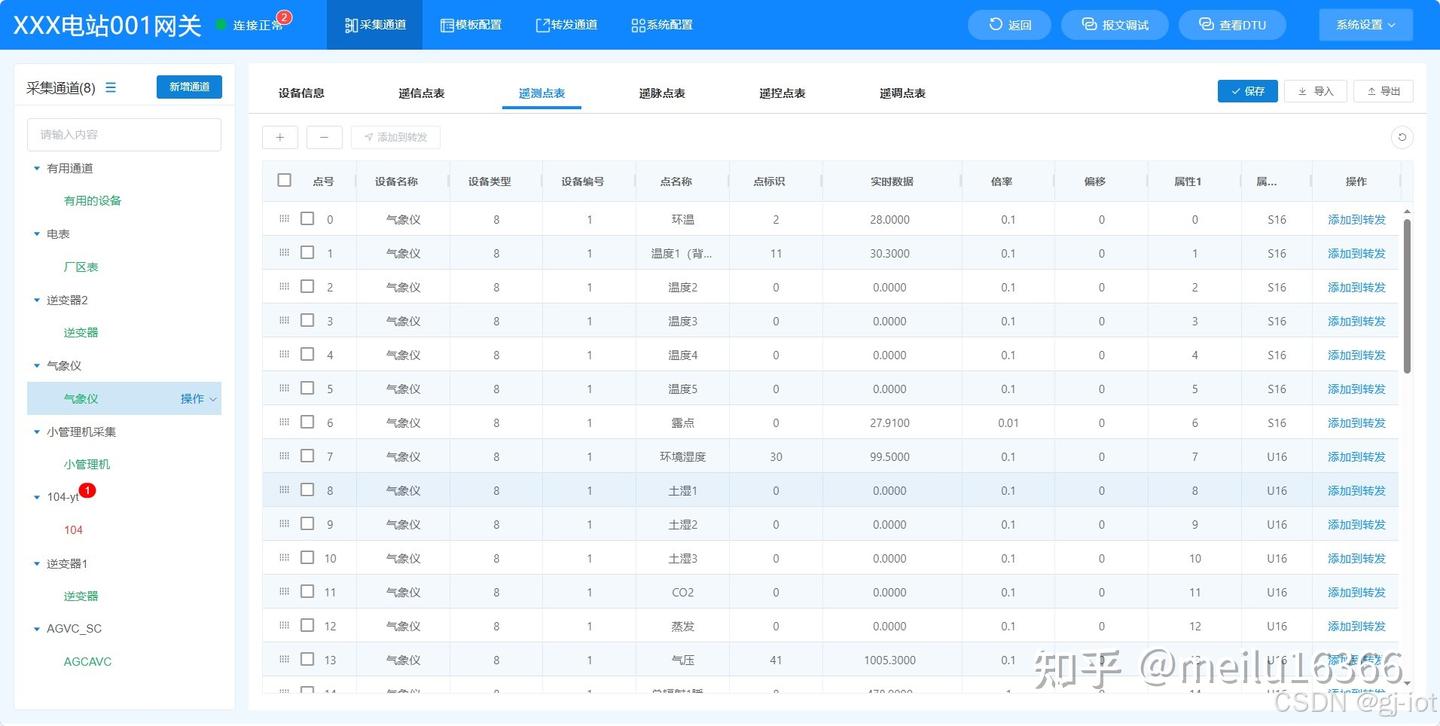 XXX电站001网关 连接正常 2 采集通道 模板配置 转发通道 系统配置 返回 报文调试 查看DTU 系统设置
采集通道(8) 新增通道
请输入内容
有用通道
有用的设备
电表
厂区表
逆变器2
逆变器
气象仪
气象仪 操作
小管理机采集
小管理机
104-yt 1
104
逆变器1
逆变器
AGVC_SC
AGCAVC
设备信息 遥信点表 遥测点表 遥脉点表 遥控点表 遥调点表 保存 导入 导出
添加到转发
点号 设备名称 设备类型 设备编号 点名称 点标识 实时数据 倍率 偏移 属性1 属... 操作
0 气象仪 8 1 环温 2 28.0000 0.1 0 0 S16 添加到转发
1 气象仪 8 1 温度1（背... 11 30.3000 0.1 0 1 S16 添加到转发
2 气象仪 8 1 温度2 0 0.0000 0.1 0 2 S16 添加到转发
3 气象仪 8 1 温度3 0 0.0000 0.1 0 3 S16 添加到转发
4 气象仪 8 1 温度4 0 0.0000 0.1 0 4 S16 添加到转发
5 气象仪 8 1 温度5 0 0.0000 0.1 0 5 S16 添加到转发
6 气象仪 8 1 露点 0 27.9100 0.01 0 6 S16 添加到转发
7 气象仪 8 1 环境湿度 30 99.5000 0.1 0 7 U16 添加到转发
8 气象仪 8 1 土湿1 0 0.0000 0.1 0 8 U16 添加到转发
9 气象仪 8 1 土湿2 0 0.0000 0.1 0 9 U16 添加到转发
10 气象仪 8 1 土湿3 0 0.0000 0.1 0 10 U16 添加到转发
11 气象仪 8 1 CO2 0 0.0000 0.1 0 11 U16 添加到转发
12 气象仪 8 1 蒸发 0 0.0000 0.1 0 12 U16 添加到转发
13 气象仪 8 1 气压 41 1005.3000 0.1 0 13 U16 添加到转发
知乎 @meilu16366
CSDN @gj-iot